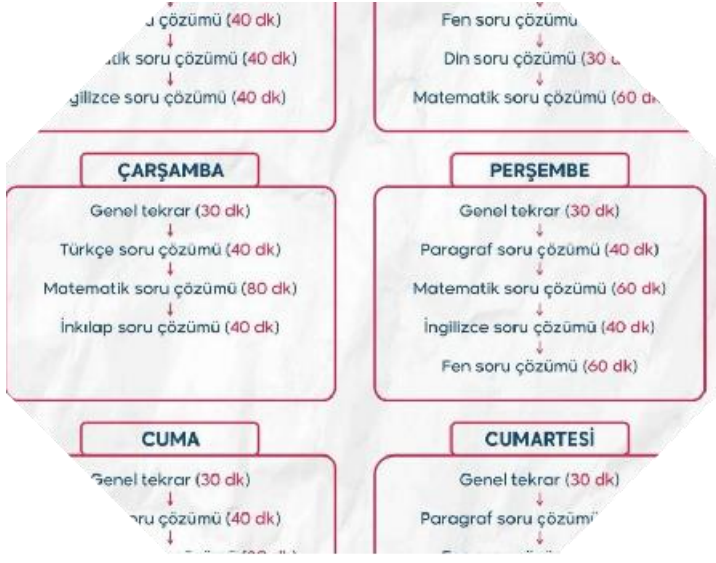 çözümü (40 dk)
soru çözümü (40 dk)
soru çözümü (40 dk)
Fen soru çözümü
Din soru çözümü (30
Matematik soru çözümü (60
ÇARŞAMBA
Genel tekrar (30 dk)
Türkçe soru çözümü (40 dk)
Matematik soru çözümü (80 dk)
İnkılap soru çözümü (40 dk)
PERŞEMBE
Genel tekrar (30 dk)
Paragraf soru çözümü (40 dk)
Matematik soru çözümü (60 dk)
İngilizce soru çözümü (40 dk)
Fen soru çözümü (60 dk)
CUMA
Genel tekrar (30 dk)
çözümü (40 dk)
CUMARTESİ
Genel tekrar (30 dk)
Paragraf soru